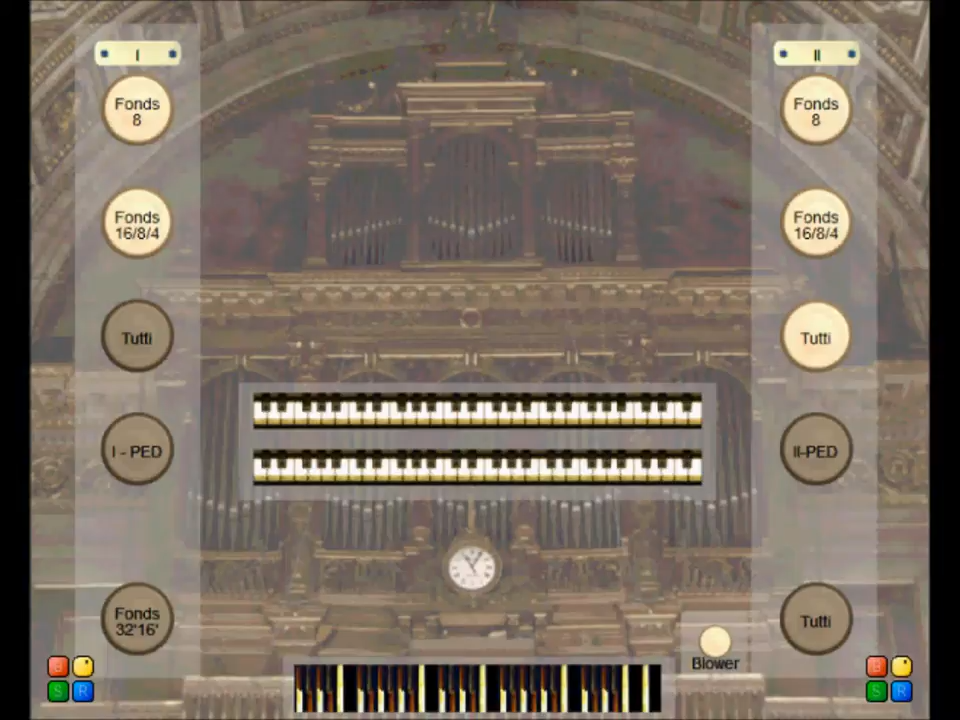 I
II
Fonds
8
Fonds
8
Fonds
16/8/4
Fonds
16/8/4
Tutti
Tutti
I - PED
II-PED
Fonds
32'16'
Tutti
Blower
S
R
S
R